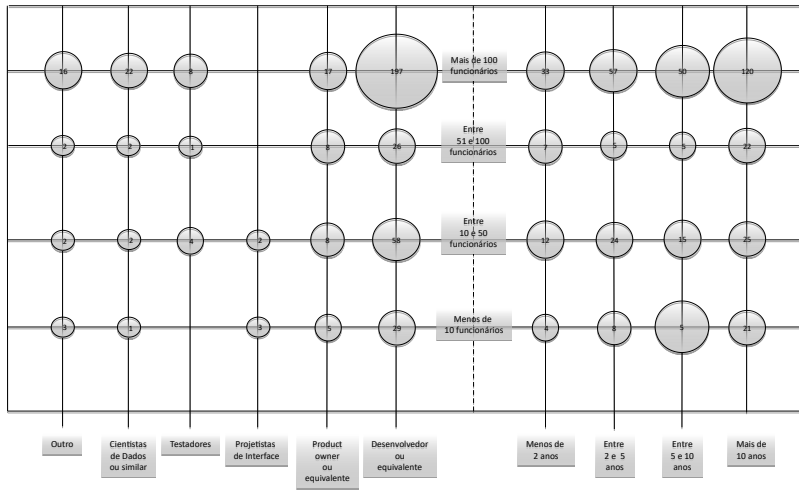 16 22 8 17 197 Mais de 100 33 57 50 120
funcionários
2 2 1 8 26 Entre 7 5 5 22
51 e 100
funcionários
2 2 4 2 8 58 Entre 12 24 15 25
10 e 50
funcionários
3 1 3 5 29 Menos de 4 8 5 21
10 funcionários
Outro
Cientistas
de Dados
ou similar
Testadores
Projetistas
de Interface
Product
owner
ou
equivalente
Desenvolvedor
ou
equivalente
Menos de
2 anos
Entre
2 e 5
anos
Entre
5 e 10
anos
Mais de
10 anos